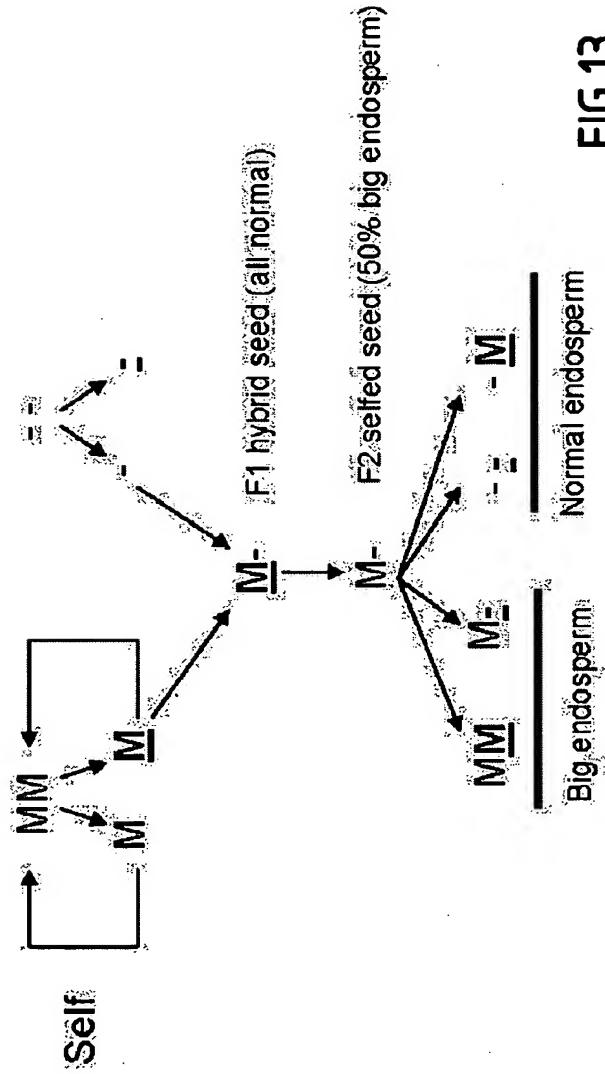 Self
MM
--
M M - -
M- F1 hybrid seed (all normal)
M- F2 selfed seed (50% big endosperm)
MM M- - - - M
Big endosperm Normal endosperm
FIG.13